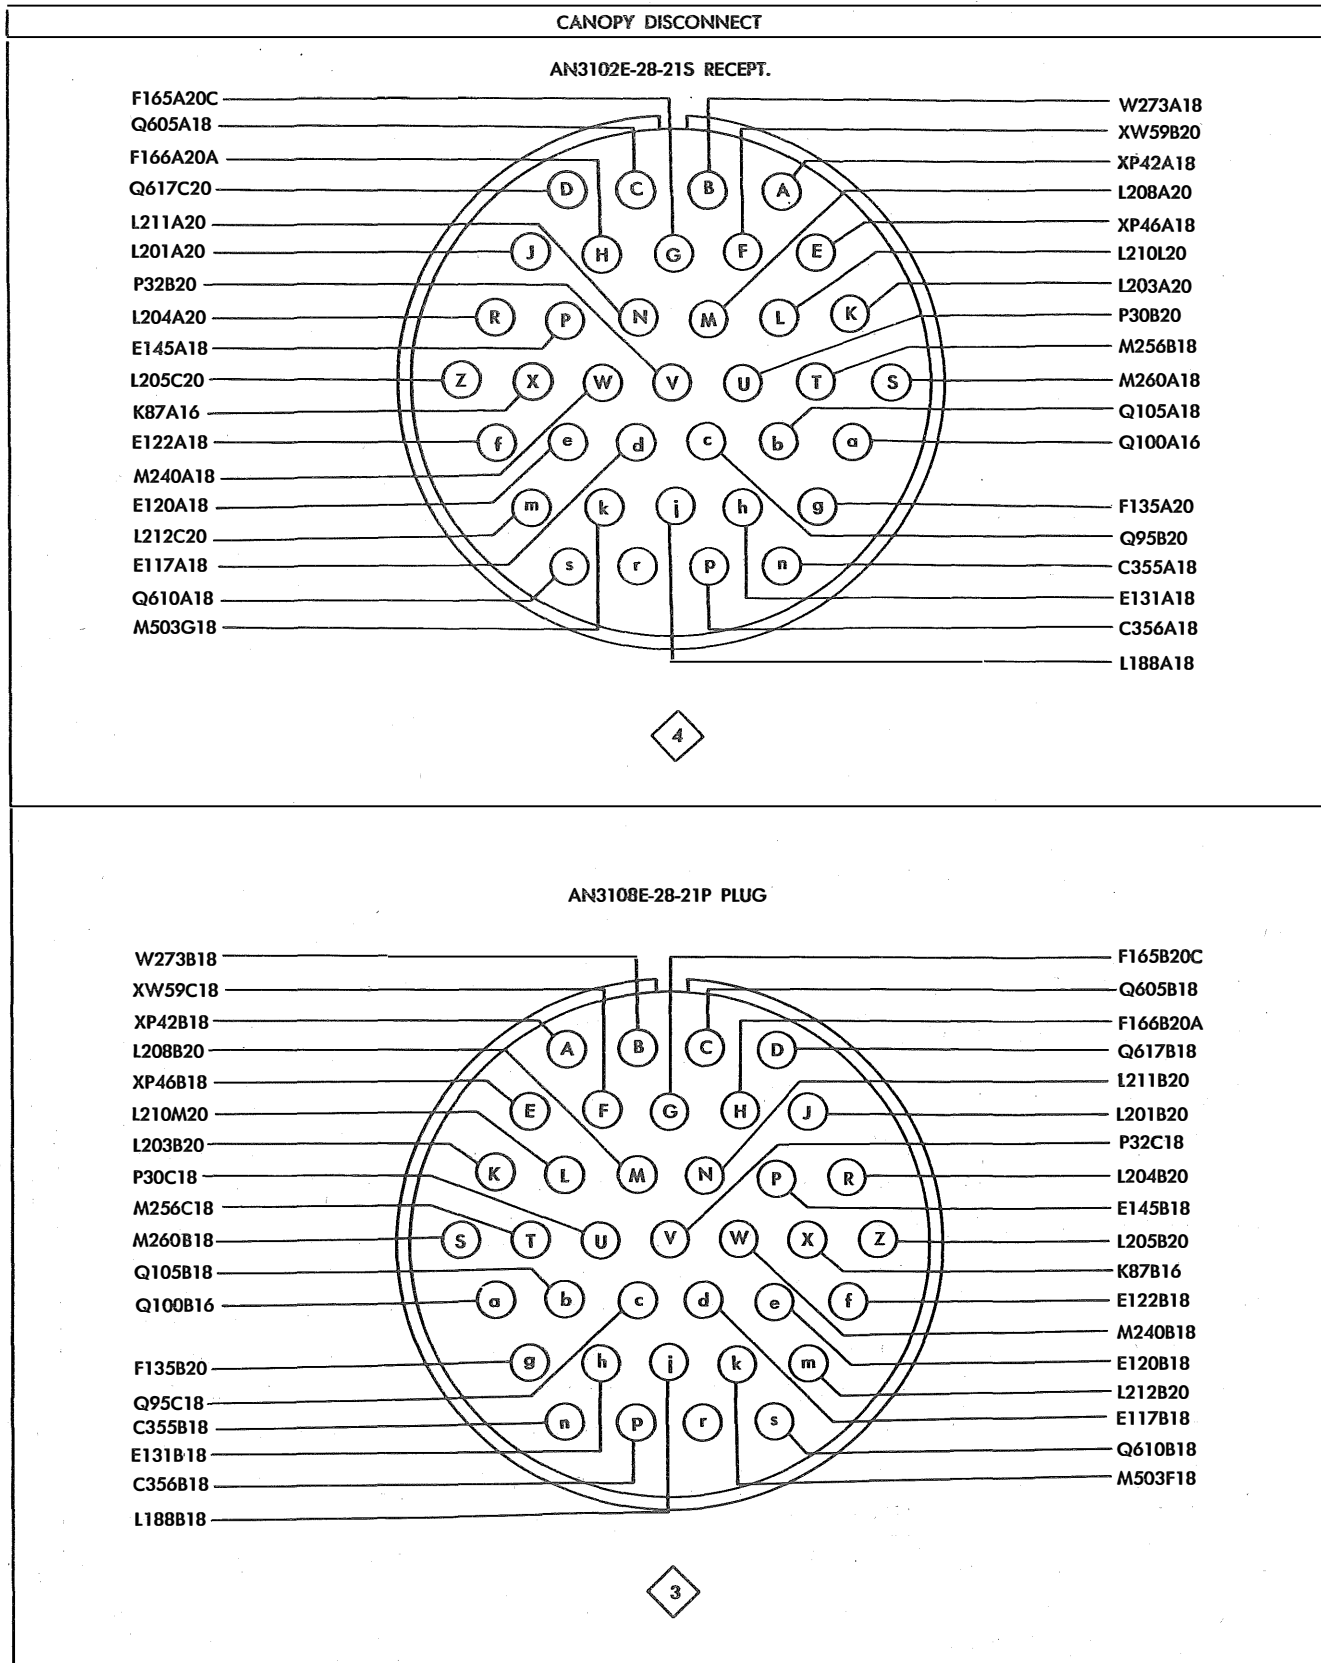 CANOPY DISCONNECT
AN3102E-28-21S RECEPT.
F165A20C
Q605A18
F166A20A
Q617C20
L211A20
L201A20
P32B20
L204A20
E145A18
L205C20
K87A16
E122A18
M240A18
E120A18
L212C20
E117A18
Q610A18
M503G18
D C B A
J H G F E
R P N M L K
Z X W V U T S
f e d c b a
m k j h g
s r p n
W273A18
XW59B20
XP42A18
L208A20
XP46A18
L210L20
L203A20
P30B20
M256B18
M260A18
Q105A18
Q100A16
F135A20
Q95B20
C355A18
E131A18
C356A18
L188A18
4
AN3108E-28-21P PLUG
W273B18
XW59C18
XP42B18
L208B20
XP46B18
L210M20
L203B20
P30C18
M256C18
M260B18
Q105B18
Q100B16
F135B20
Q95C18
C355B18
E131B18
C356B18
L188B18
A B C D
E F G H J
K L M N P R
S T U V W X Z
a b c d e f
g h j k m
n p r s
F165B20C
Q605B18
F166B20A
Q617B18
L211B20
L201B20
P32C18
L204B20
E145B18
L205B20
K87B16
E122B18
M240B18
E120B18
L212B20
E117B18
Q610B18
M503F18
3